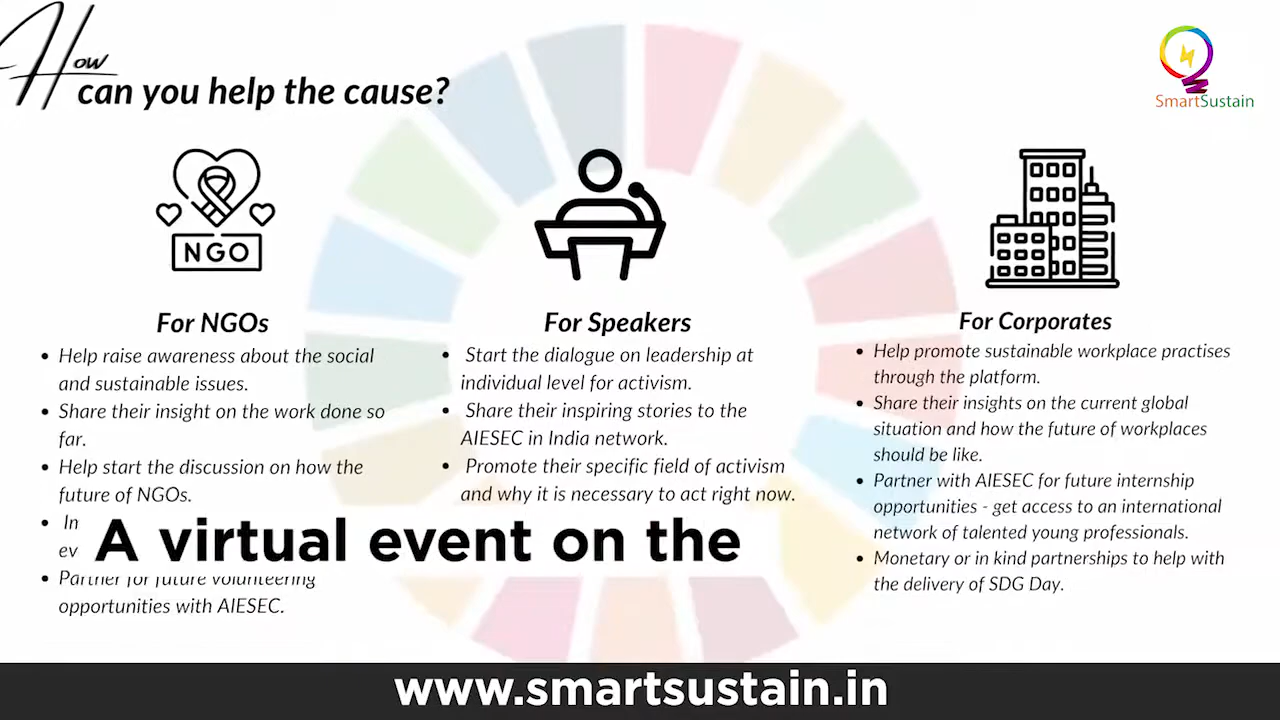 How
can you help the cause?
SmartSustain
NGO
For NGOs
Help raise awareness about the social
and sustainable issues.
Share their insight on the work done so
far.
Help start the discussion on how the
future of NGOs.
In
ev
Partner for future volunteering
opportunities with AIESEC.
For Speakers
Start the dialogue on leadership at
individual level for activism.
Share their inspiring stories to the
AIESEC in India network.
Promote their specific field of activism
and why it is necessary to act right now.
For Corporates
Help promote sustainable workplace practises
through the platform.
Share their insights on the current global
situation and how the future of workplaces
should be like.
Partner with AIESEC for future internship
opportunities - get access to an international
network of talented young professionals.
Monetary or in kind partnerships to help with
the delivery of SDG Day.
A virtual event on the
www.smartsustain.in